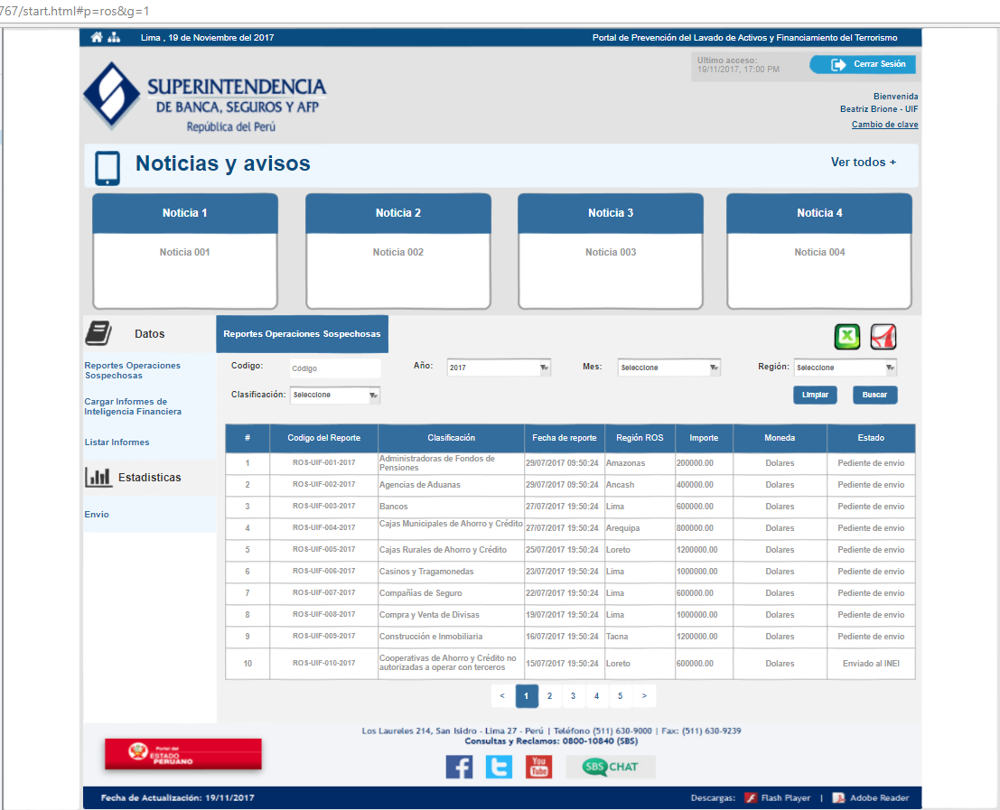 767/start.html#p=ros&g=1
Lima , 19 de Noviembre del 2017
Portal de Prevención del Lavado de Activos y Financiamiento del Terrorismo
Ultimo acceso:
19/11/2017, 17:00 PM
Cerrar Sesión
SUPERINTENDENCIA
DE BANCA, SEGUROS Y AFP
República del Perú
Bienvenida
Beatriz Brione - UIF
Cambio de clave
Noticias y avisos
Ver todos +
Noticia 1
Noticia 2
Noticia 3
Noticia 4
Noticia 001
Noticia 002
Noticia 003
Noticia 004
Datos
Reportes Operaciones
Sospechosas
Cargar Informes de
Inteligencia Financiera
Listar Informes
Estadisticas
Envio
Reportes Operaciones Sospechosas
Codigo: Código Año: 2017 Mes: Seleccione Región: Seleccione
Clasificación: Seleccione Limpiar Buscar
# Codigo del Reporte Clasificación Fecha de reporte Región ROS Importe Moneda Estado
1 ROS-UIF-001-2017 Administradoras de Fondos de
Pensiones 29/07/2017 09:50:24 Amazonas 200000.00 Dolares Pediente de envio
2 ROS-UIF-002-2017 Agencias de Aduanas 29/07/2017 09:50:24 Ancash 400000.00 Dolares Pediente de envio
3 ROS-UIF-003-2017 Bancos 27/07/2017 19:50:24 Lima 600000.00 Dolares Pediente de envio
4 ROS-UIF-004-2017 Cajas Municipales de Ahorro y Crédito 27/07/2017 19:50:24 Arequipa 800000.00 Dolares Pediente de envio
5 ROS-UIF-005-2017 Cajas Rurales de Ahorro y Crédito 25/07/2017 19:50:24 Loreto 1200000.00 Dolares Pediente de envio
6 ROS-UIF-006-2017 Casinos y Tragamonedas 23/07/2017 19:50:24 Lima 1000000.00 Dolares Pediente de envio
7 ROS-UIF-007-2017 Compañías de Seguro 22/07/2017 19:50:24 Lima 600000.00 Dolares Pediente de envio
8 ROS-UIF-008-2017 Compra y Venta de Divisas 19/07/2017 19:50:24 Lima 1000000.00 Dolares Pediente de envio
9 ROS-UIF-009-2017 Construcción e Inmobiliaria 16/07/2017 19:50:24 Tacna 1200000.00 Dolares Pediente de envio
10 ROS-UIF-010-2017 Cooperativas de Ahorro y Crédito no
autorizadas a operar con terceros 15/07/2017 19:50:24 Loreto 600000.00 Dolares Enviado al INEI
< 1 2 3 4 5 >
Los Laureles 214, San Isidro - Lima 27 - Perú | Teléfono (511) 630-9000 | Fax: (511) 630-9239
Consultas y Reclamos: 0800-10840 (SBS)
Portal del
ESTADO
PERUANO
You
Tube
SBS CHAT
Fecha de Actualización: 19/11/2017
Descargas: Flash Player | Adobe Reader